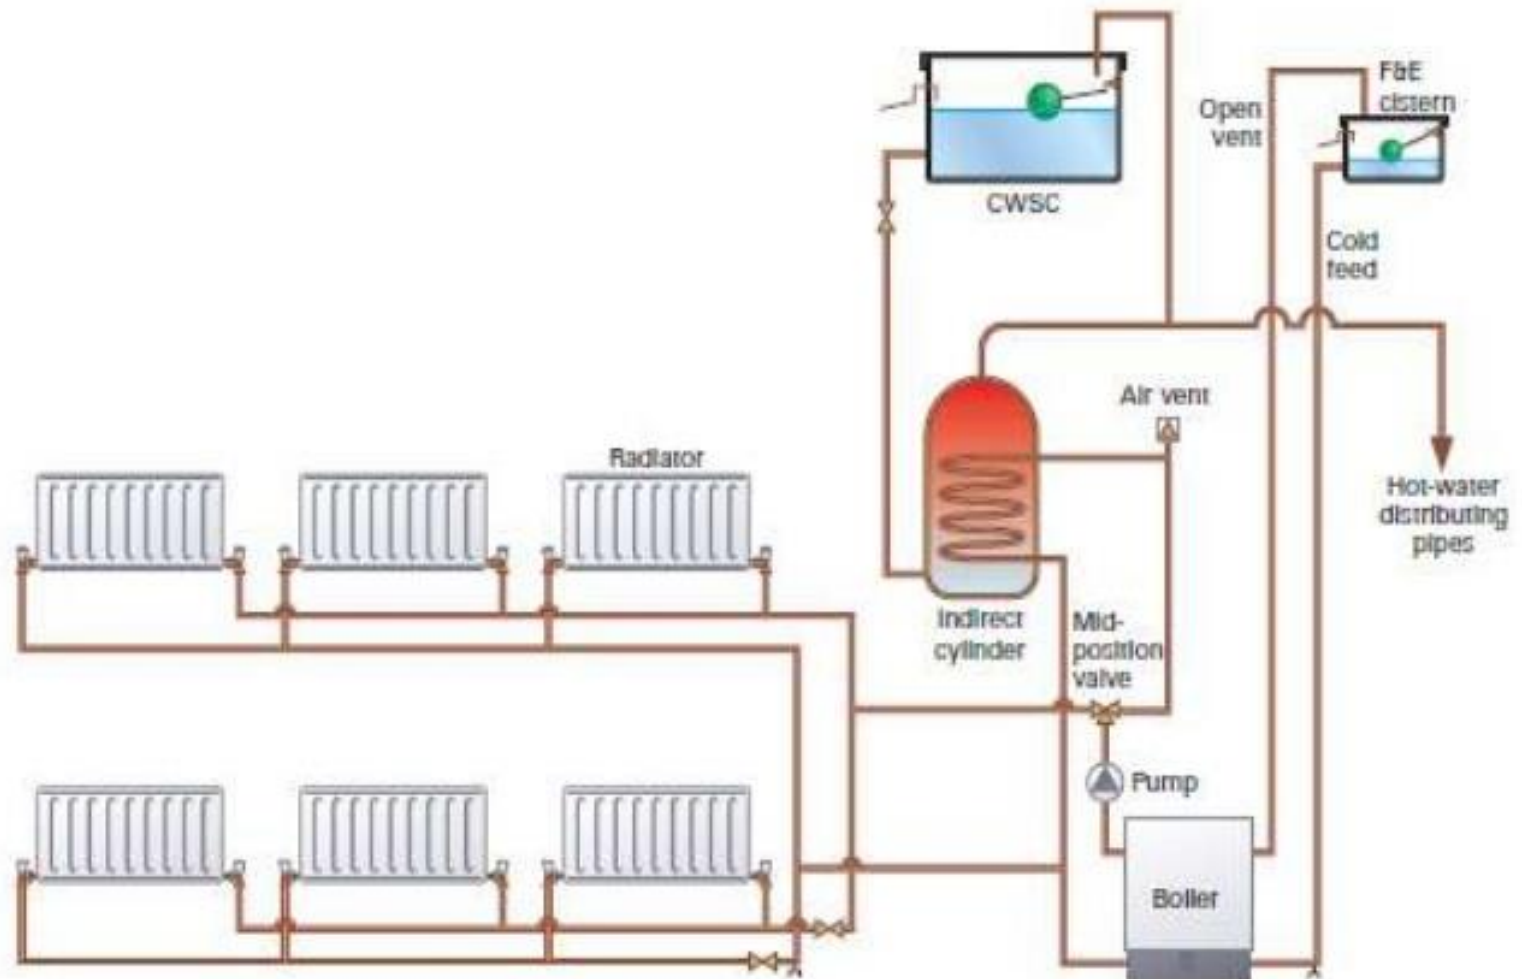 F&E
cistern
Open
vent
CWSC
Cold
feed
Air vent
Hot-water
distributing
pipes
Radiator
Indirect
cylinder
Mid-
position
valve
Pump
Boiler